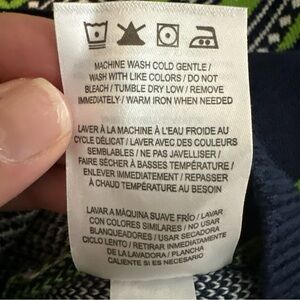 MACHINE WASH COLD GENTLE /
WASH WITH LIKE COLORS / DO NOT
BLEACH / TUMBLE DRY LOW / REMOVE
IMMEDIATELY / WARM IRON WHEN NEEDED
LAVER À LA MACHINE À L'EAU FROIDE AU
CYCLE DÉLICAT / LAVER AVEC DES COULEURS
SEMBLABLES / NE PAS JAVELLISER /
FAIRE SÉCHER À BASSES TEMPÉRATURE /
ENLEVER IMMEDIATEMENT / REPASSER
À CHAUD TEMPÉRATURE AU BESOIN
LAVAR A MÁQUINA SUAVE FRÍO / LAVAR
CON COLORES SIMILARES / NO USAR
BLANQUEADORES / USAR SECADORA
CICLO LENTO / RETIRAR IMEDIATAMENTE
DE LA LAVADORA / PLANCHA
CALIENTE SI ES NECESARIO